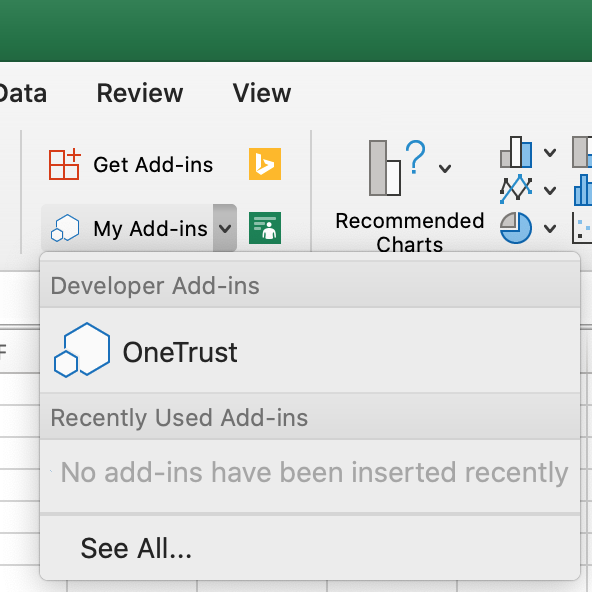 Data Review View
Get Add-ins
My Add-ins
Recommended
Charts
Developer Add-ins
F
OneTrust
Recently Used Add-ins
No add-ins have been inserted recently
See All...